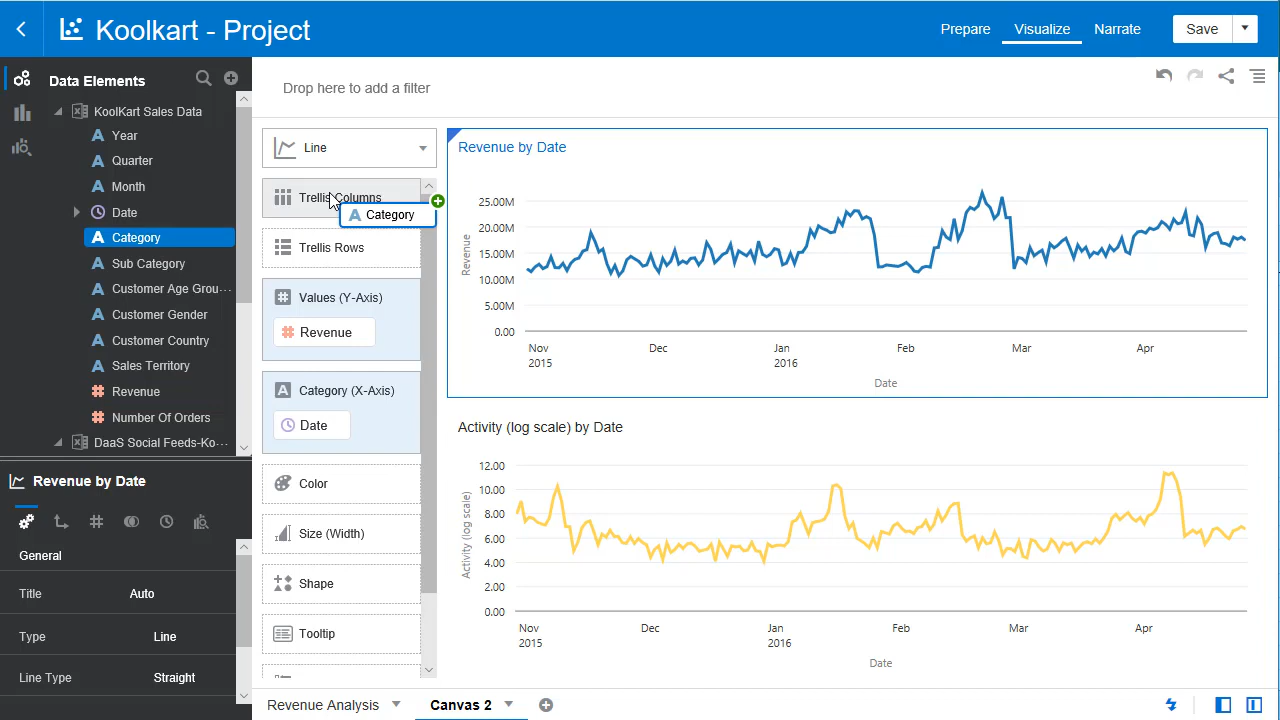 Koolkart - Project
Prepare
Visualize
Narrate
Save
Data Elements
KoolKart Sales Data
A Year
A Quarter
A Month
Date
A Category
A Sub Category
A Customer Age Grou...
A Customer Gender
A Customer Country
A Sales Territory
# Revenue
# Number Of Orders
DaaS Social Feeds-Ko...
Revenue by Date
General
Title Auto
Type Line
Line Type Straight
Drop here to add a filter
Line
Trellis Columns
A Category
Trellis Rows
# Values (Y-Axis)
# Revenue
A Category (X-Axis)
Date
Color
Size (Width)
Shape
Tooltip
Revenue by Date
Revenue
25.00M
20.00M
15.00M
10.00M
5.00M
0.00
Nov Dec Jan Feb Mar Apr
2015 2016
Date
Activity (log scale) by Date
Activity (log scale)
12.00
10.00
8.00
6.00
4.00
2.00
0.00
Nov Dec Jan Feb Mar Apr
2015 2016
Date
Revenue Analysis
Canvas 2